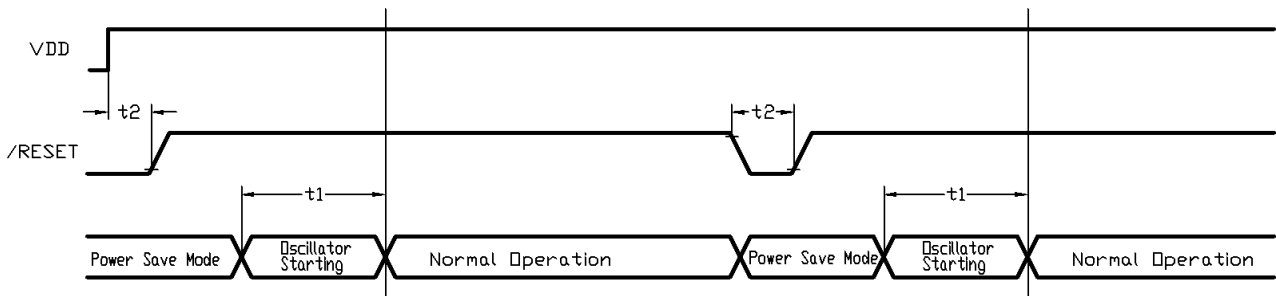 VDD
t2
/RESET
t2
t1
t1
Power Save Mode
Oscillator
Starting
Normal Operation
Power Save Mode
Oscillator
Starting
Normal Operation